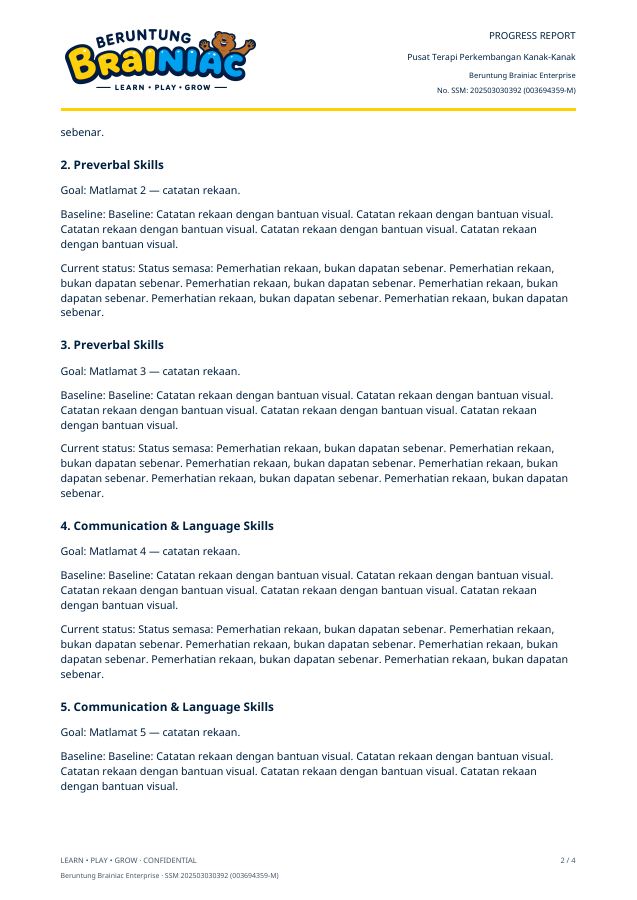 BERUNTUNG
BRAINIAC
LEARN • PLAY • GROW
PROGRESS REPORT
Pusat Terapi Perkembangan Kanak-Kanak
Beruntung Brainiac Enterprise
No. SSM: 202503030392 (003694359-M)
sebenar.
2. Preverbal Skills
Goal: Matlamat 2 — catatan rekaan.
Baseline: Baseline: Catatan rekaan dengan bantuan visual. Catatan rekaan dengan bantuan visual.
Catatan rekaan dengan bantuan visual. Catatan rekaan dengan bantuan visual. Catatan rekaan
dengan bantuan visual.
Current status: Status semasa: Pemerhatian rekaan, bukan dapatan sebenar. Pemerhatian rekaan,
bukan dapatan sebenar. Pemerhatian rekaan, bukan dapatan sebenar. Pemerhatian rekaan, bukan
dapatan sebenar. Pemerhatian rekaan, bukan dapatan sebenar. Pemerhatian rekaan, bukan dapatan
sebenar.
3. Preverbal Skills
Goal: Matlamat 3 — catatan rekaan.
Baseline: Baseline: Catatan rekaan dengan bantuan visual. Catatan rekaan dengan bantuan visual.
Catatan rekaan dengan bantuan visual. Catatan rekaan dengan bantuan visual. Catatan rekaan
dengan bantuan visual.
Current status: Status semasa: Pemerhatian rekaan, bukan dapatan sebenar. Pemerhatian rekaan,
bukan dapatan sebenar. Pemerhatian rekaan, bukan dapatan sebenar. Pemerhatian rekaan, bukan
dapatan sebenar. Pemerhatian rekaan, bukan dapatan sebenar. Pemerhatian rekaan, bukan dapatan
sebenar.
4. Communication & Language Skills
Goal: Matlamat 4 — catatan rekaan.
Baseline: Baseline: Catatan rekaan dengan bantuan visual. Catatan rekaan dengan bantuan visual.
Catatan rekaan dengan bantuan visual. Catatan rekaan dengan bantuan visual. Catatan rekaan
dengan bantuan visual.
Current status: Status semasa: Pemerhatian rekaan, bukan dapatan sebenar. Pemerhatian rekaan,
bukan dapatan sebenar. Pemerhatian rekaan, bukan dapatan sebenar. Pemerhatian rekaan, bukan
dapatan sebenar. Pemerhatian rekaan, bukan dapatan sebenar. Pemerhatian rekaan, bukan dapatan
sebenar.
5. Communication & Language Skills
Goal: Matlamat 5 — catatan rekaan.
Baseline: Baseline: Catatan rekaan dengan bantuan visual. Catatan rekaan dengan bantuan visual.
Catatan rekaan dengan bantuan visual. Catatan rekaan dengan bantuan visual. Catatan rekaan
dengan bantuan visual.
LEARN • PLAY • GROW · CONFIDENTIAL
2 / 4
Beruntung Brainiac Enterprise · SSM 202503030392 (003694359-M)